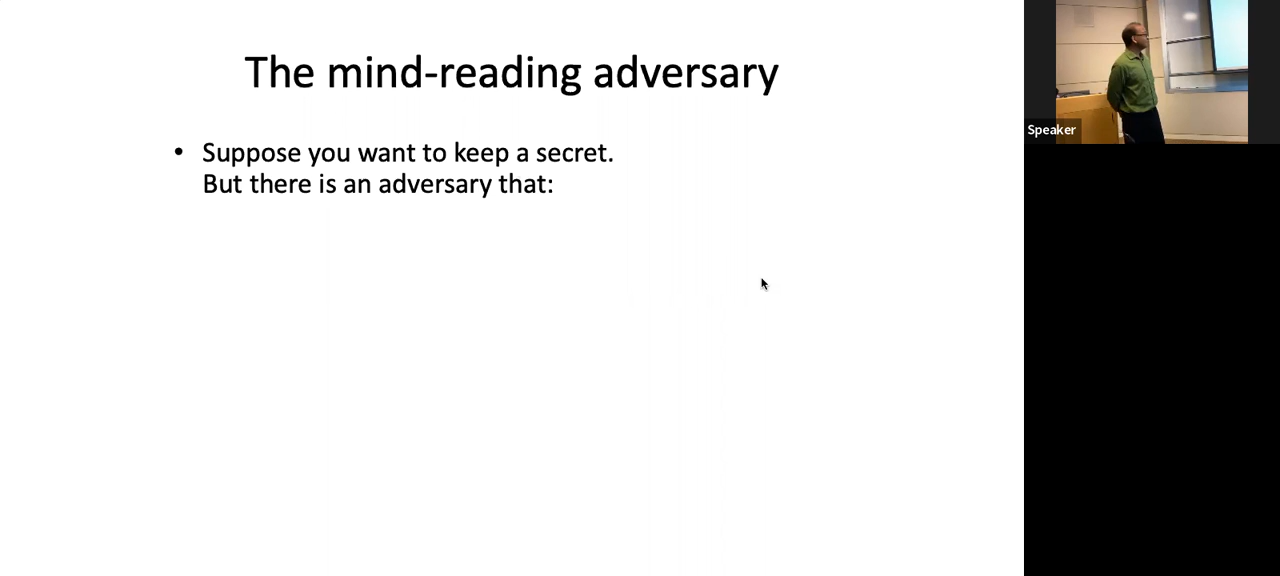 The mind-reading adversary
• Suppose you want to keep a secret.
But there is an adversary that:
Speaker